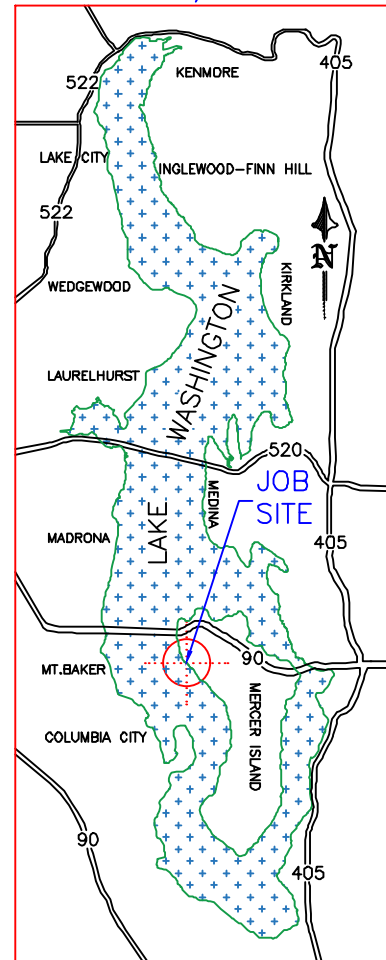 405
522
KENMORE
LAKE CITY
INGLEWOOD-FINN HILL
522
N
KIRKLAND
WEDGEWOOD
LAKE WASHINGTON
LAURELHURST
520
JOB
SITE
MEDINA
MADRONA
405
90
MT.BAKER
MERCER ISLAND
COLUMBIA CITY
90
405